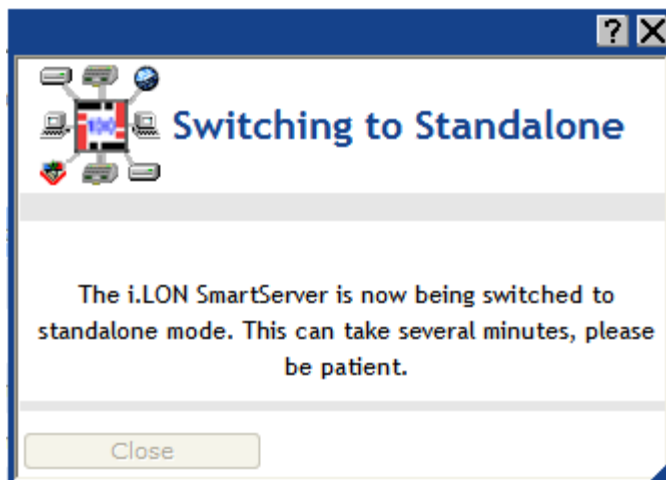 ?
Switching to Standalone
100
The i.LON SmartServer is now being switched to
standalone mode. This can take several minutes, please
be patient.
Close